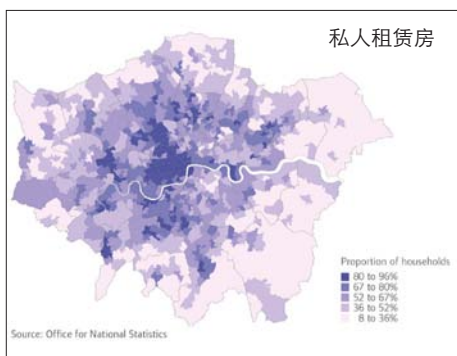 私人租赁房
Proportion of households
80 to 96%
67 to 80%
52 to 67%
36 to 52%
8 to 36%
Source: Office for National Statistics